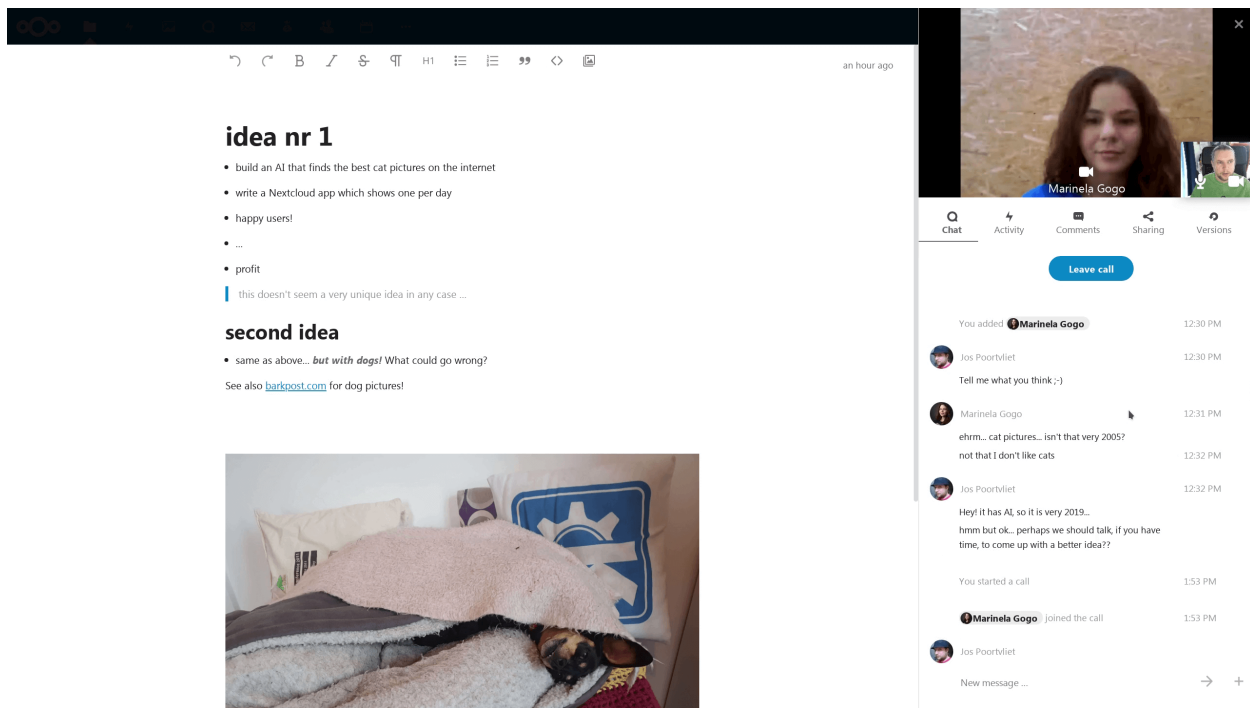 H1
an hour ago
idea nr 1
build an AI that finds the best cat pictures on the internet
write a Nextcloud app which shows one per day
happy users!
...
profit
this doesn't seem a very unique idea in any case ...
second idea
same as above... but with dogs! What could go wrong?
See also barkpost.com for dog pictures!
Marinela Gogo
Chat Activity Comments Sharing Versions
Leave call
You added Marinela Gogo 12:30 PM
Jos Poortvliet 12:30 PM
Tell me what you think ;-)
Marinela Gogo 12:31 PM
ehrm... cat pictures... isn't that very 2005?
not that I don't like cats 12:32 PM
Jos Poortvliet 12:32 PM
Hey! it has AI, so it is very 2019...
hmm but ok... perhaps we should talk, if you have
time, to come up with a better idea??
You started a call 1:53 PM
Marinela Gogo joined the call 1:53 PM
Jos Poortvliet
New message ...